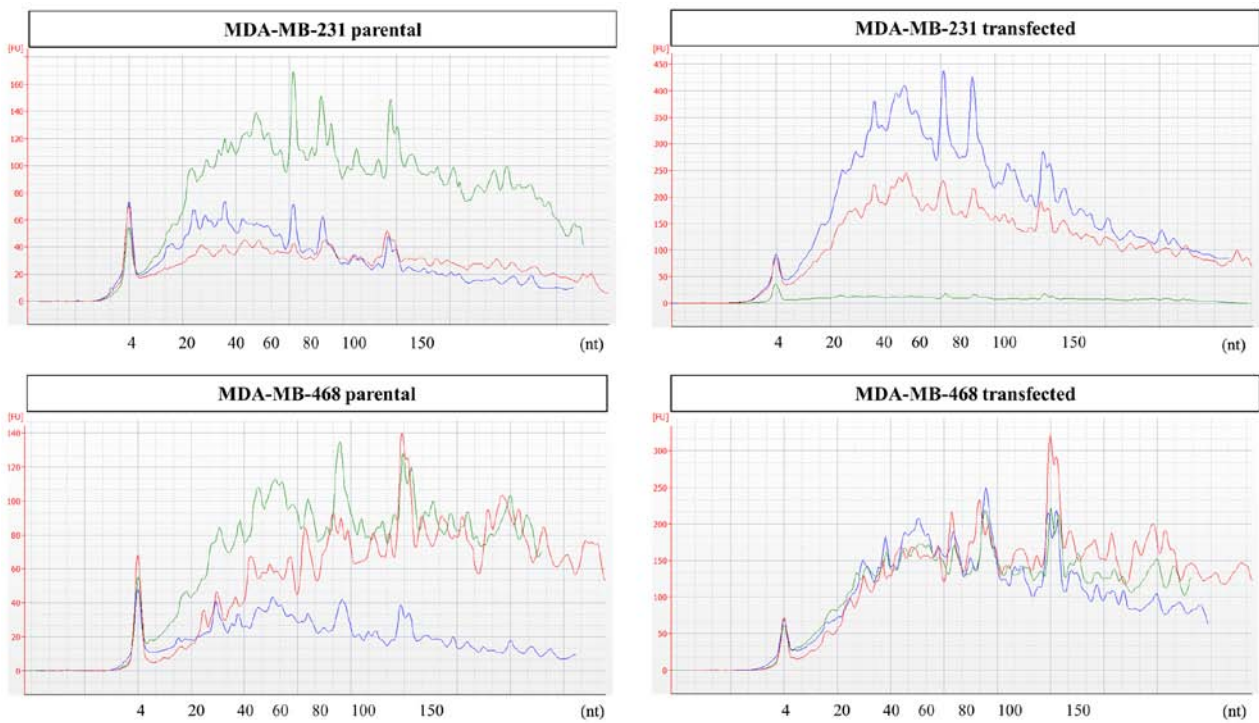 MDA-MB-231 parental
[FU]
160
140
120
100
80
60
40
20
0
4 20 40 60 80 100 150 (nt)
MDA-MB-231 transfected
[FU]
450
400
350
300
250
200
150
100
50
0
4 20 40 60 80 100 150 (nt)
MDA-MB-468 parental
[FU]
140
120
100
80
60
40
20
0
4 20 40 60 80 100 150 (nt)
MDA-MB-468 transfected
[FU]
300
250
200
150
100
50
0
4 20 40 60 80 100 150 (nt)